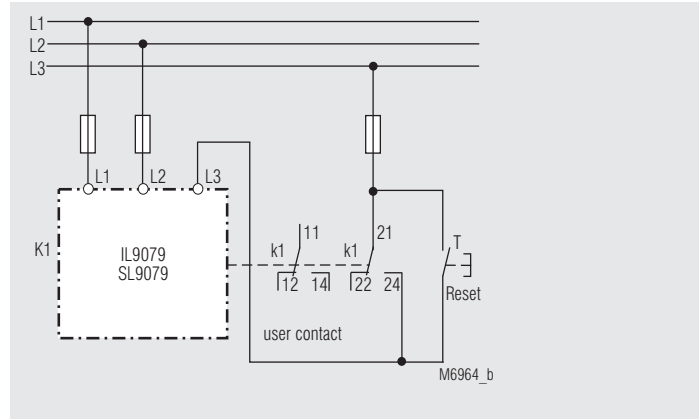 L1
L2
L3
L1 L2 L3
K1
IL9079
SL9079
k1
11
12 14
k1
21
22 24
T
Reset
user contact
M6964_b